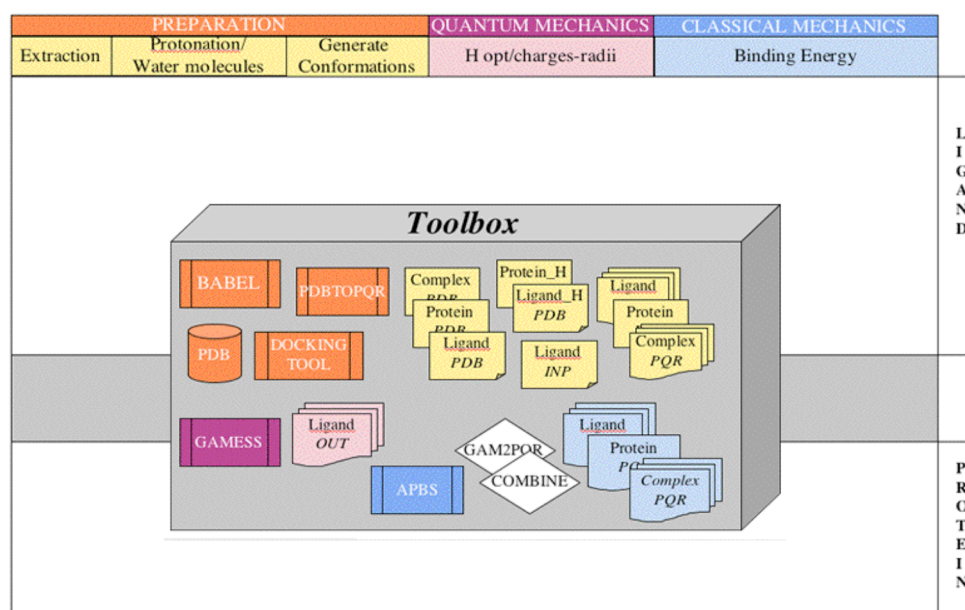 PREPARATION
QUANTUM MECHANICS
CLASSICAL MECHANICS
Extraction
Protonation/
Water molecules
Generate
Conformations
H opt/charges-radii
Binding Energy
LIGAND
Toolbox
BABEL
PDBTOPQR
Complex
PDB
Protein_H
Ligand_H
PDB
Ligand
Protein
PDB
Protein
PDB
DOCKING
TOOL
Ligand
PDB
Ligand
INP
Complex
PQR
GAMESS
Ligand
OUT
GAM2PQR
Ligand
Protein
APBS
COMBINE
Complex
PQR
PROTEIN